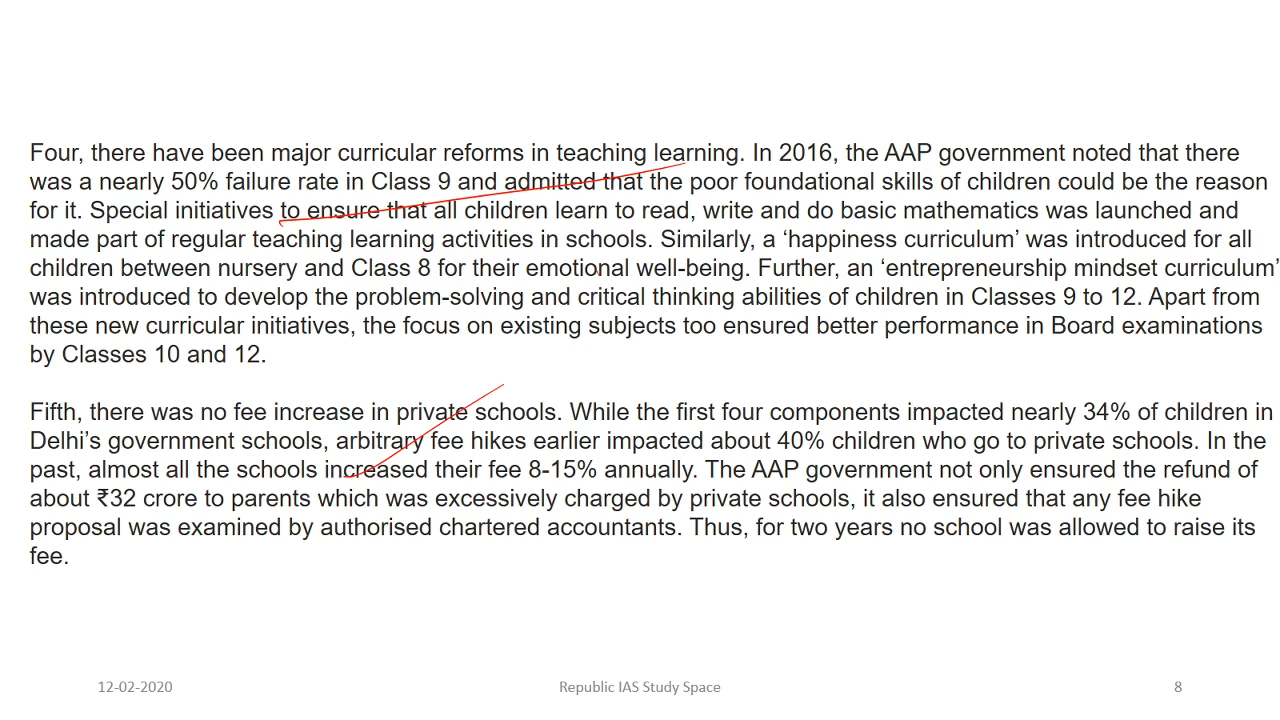 Four, there have been major curricular reforms in teaching learning. In 2016, the AAP government noted that there
was a nearly 50% failure rate in Class 9 and admitted that the poor foundational skills of children could be the reason
for it. Special initiatives to ensure that all children learn to read, write and do basic mathematics was launched and
made part of regular teaching learning activities in schools. Similarly, a ‘happiness curriculum’ was introduced for all
children between nursery and Class 8 for their emotional well-being. Further, an ‘entrepreneurship mindset curriculum’
was introduced to develop the problem-solving and critical thinking abilities of children in Classes 9 to 12. Apart from
these new curricular initiatives, the focus on existing subjects too ensured better performance in Board examinations
by Classes 10 and 12.
Fifth, there was no fee increase in private schools. While the first four components impacted nearly 34% of children in
Delhi’s government schools, arbitrary fee hikes earlier impacted about 40% children who go to private schools. In the
past, almost all the schools increased their fee 8-15% annually. The AAP government not only ensured the refund of
about ₹32 crore to parents which was excessively charged by private schools, it also ensured that any fee hike
proposal was examined by authorised chartered accountants. Thus, for two years no school was allowed to raise its
fee.
12-02-2020 Republic IAS Study Space 8